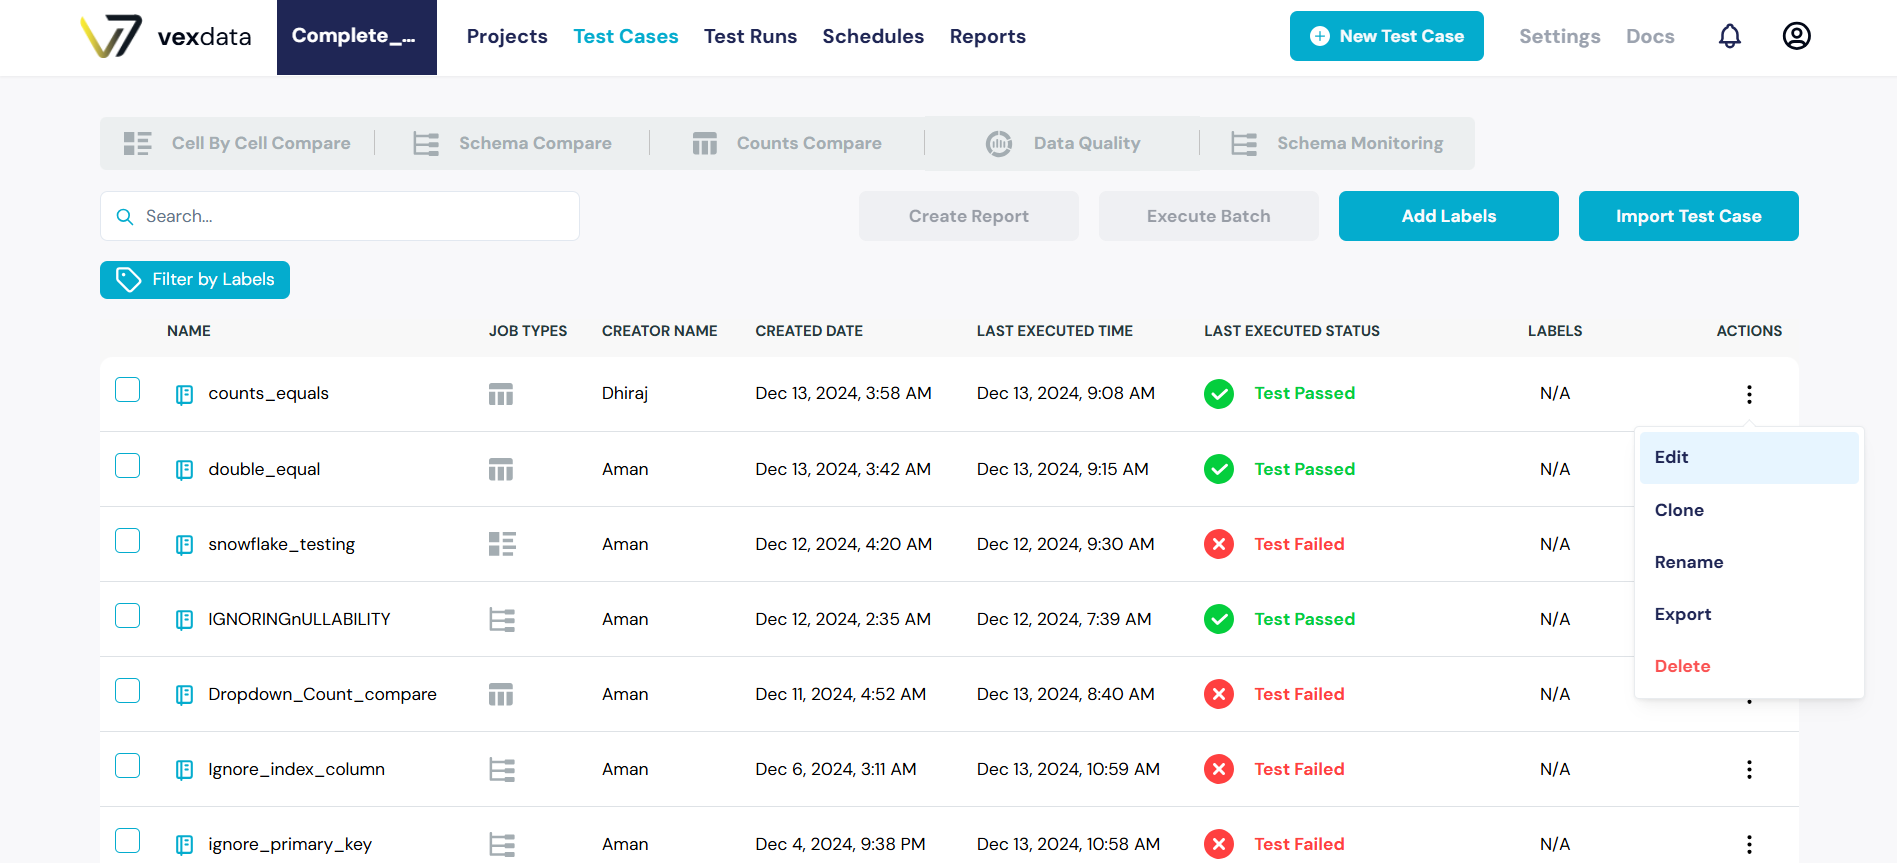 vexdata
Complete_...
Projects
Test Cases
Test Runs
Schedules
Reports
New Test Case
Settings
Docs
Cell By Cell Compare
Schema Compare
Counts Compare
Data Quality
Schema Monitoring
Search...
Create Report
Execute Batch
Add Labels
Import Test Case
Filter by Labels
NAME JOB TYPES CREATOR NAME CREATED DATE LAST EXECUTED TIME LAST EXECUTED STATUS LABELS ACTIONS
counts_equals Dhiraj Dec 13, 2024, 3:58 AM Dec 13, 2024, 9:08 AM Test Passed N/A
double_equal Aman Dec 13, 2024, 3:42 AM Dec 13, 2024, 9:15 AM Test Passed N/A
snowflake_testing Aman Dec 12, 2024, 4:20 AM Dec 12, 2024, 9:30 AM Test Failed N/A
IGNORINGnULLABILITY Aman Dec 12, 2024, 2:35 AM Dec 12, 2024, 7:39 AM Test Passed N/A
Dropdown_Count_compare Aman Dec 11, 2024, 4:52 AM Dec 13, 2024, 8:40 AM Test Failed N/A
Ignore_index_column Aman Dec 6, 2024, 3:11 AM Dec 13, 2024, 10:59 AM Test Failed N/A
ignore_primary_key Aman Dec 4, 2024, 9:38 PM Dec 13, 2024, 10:58 AM Test Failed N/A
Edit
Clone
Rename
Export
Delete